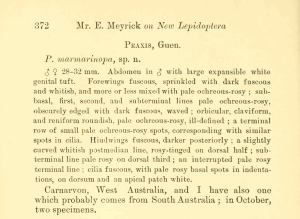 372 Mr. E. Meyrick on New Lepidoptera
PRAXIS, Guen.
P. marmarinopa, sp. n.
♂♀ 28–32 mm. Abdomen in ♂ with large expansible white
genital tuft. Forewings fuscous, sprinkled with dark fuscous
and whitish, and more or less mixed with pale ochreous-rosy; sub-
basal, first, second, and subterminal lines pale ochreous-rosy,
obscurely edged with dark fuscous, waved; orbicular, claviform,
and reniform roundish, pale ochreous-rosy, ill-defined; a terminal
row of small pale ochreous-rosy spots, corresponding with similar
spots in cilia. Hindwings fuscous, darker posteriorly; a slightly
curved whitish postmedian line, rosy-tinged on dorsal half; sub-
terminal line pale rosy on dorsal third; an interrupted pale rosy
terminal line; cilia fuscous, with pale rosy basal spots in indenta-
tions, on dorsum and an apical patch white.
Carnarvon, West Australia, and I have also one
which probably comes from South Australia; in October,
two specimens.